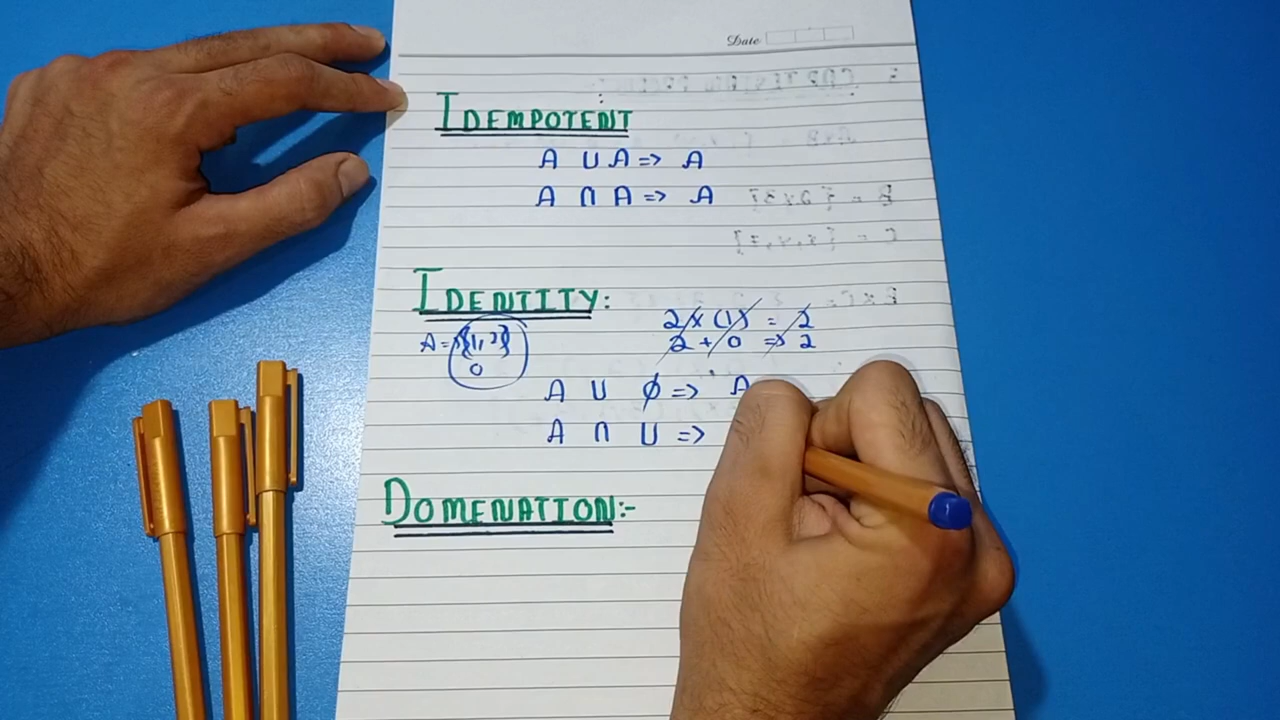 Date
IDEMPOTENT
A U A => A
A ∩ A => A
IDENTITY:
2 x (1) = 2
A = {1, 2} 2 + 0 => 2
0
A U ϕ => A
A ∩ U =>
DOMENATION:-